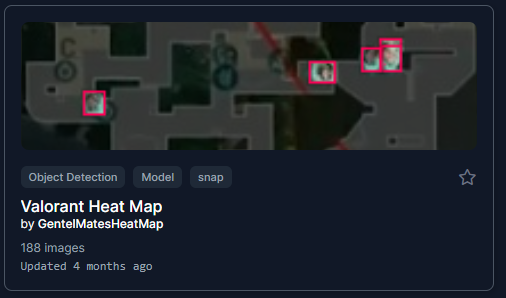 C
Object Detection Model snap
Valorant Heat Map
by GentelMatesHeatMap
188 images
Updated 4 months ago